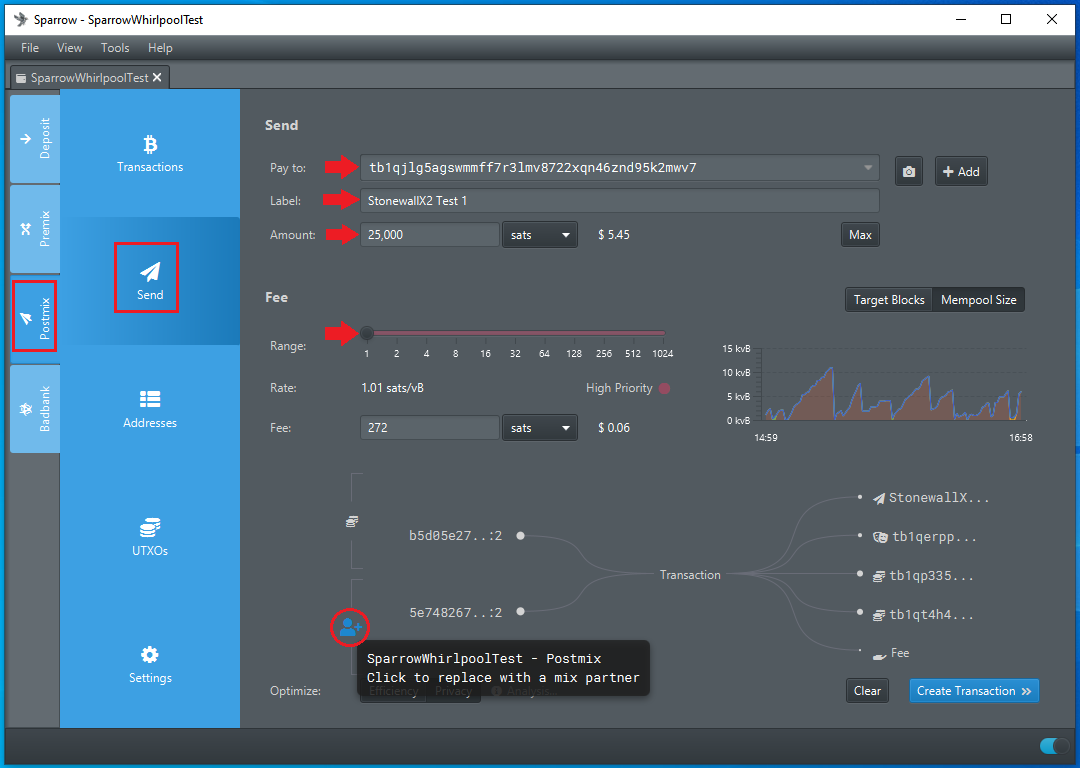 Sparrow - SparrowWhirlpoolTest
File View Tools Help
SparrowWhirlpoolTest
Deposit
Premix
Postmix
Badbank
Transactions
Send
Addresses
UTXOs
Settings
Send
Pay to: tb1qjlg5agswmmff7r3lmv8722xqn46znd95k2mwv7 + Add
Label: StonewallX2 Test 1
Amount: 25,000 sats $ 5.45 Max
Fee Target Blocks Mempool Size
Range:
1 2 4 8 16 32 64 128 256 512 1024
Rate: 1.01 sats/vB High Priority
Fee: 272 sats $ 0.06
15 kvB
10 kvB
5 kvB
0 kvB
14:59 16:58
b5d05e27..:2
5e748267..:2
Transaction
StonewallX...
tb1qerpp...
tb1qp335...
tb1qt4h4...
Fee
SparrowWhirlpoolTest - Postmix
Click to replace with a mix partner
Optimize: Efficiency Privacy Analysis... Clear Create Transaction